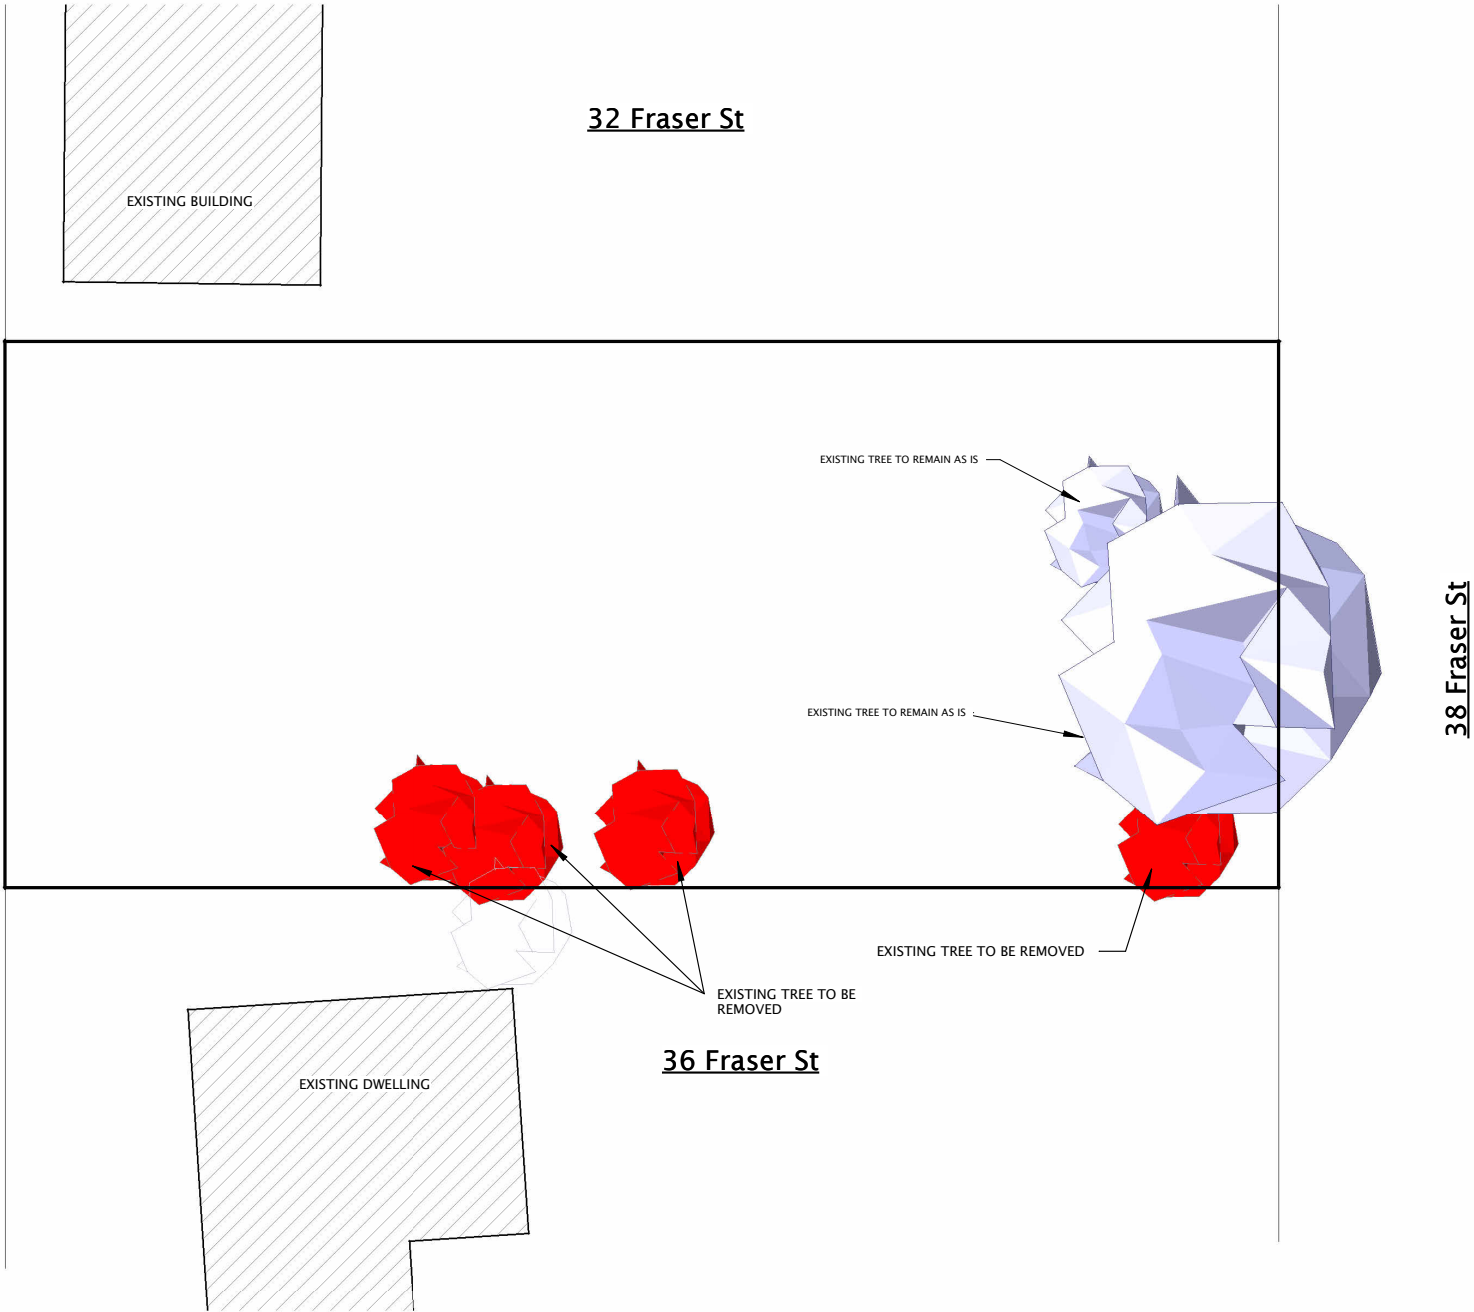 32 Fraser St
EXISTING BUILDING
EXISTING TREE TO REMAIN AS IS
38 Fraser St
EXISTING TREE TO REMAIN AS IS
EXISTING TREE TO BE REMOVED
EXISTING TREE TO BE
REMOVED
36 Fraser St
EXISTING DWELLING